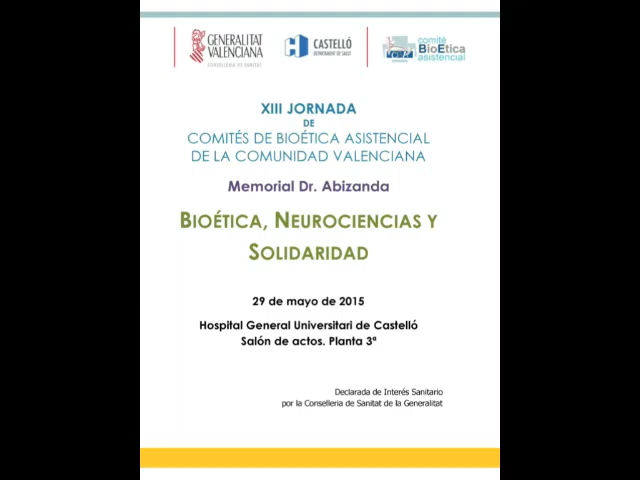 GENERALITAT
VALENCIANA
CONSELLERIA DE SANITAT
CASTELLÓ
DEPARTAMENT DE SALUT
comité
BioEtica
asistencial
XIII JORNADA
DE
COMITÉS DE BIOÉTICA ASISTENCIAL
DE LA COMUNIDAD VALENCIANA
Memorial Dr. Abizanda
BIOÉTICA, NEUROCIENCIAS Y
SOLIDARIDAD
29 de mayo de 2015
Hospital General Universitari de Castelló
Salón de actos. Planta 3ª
Declarada de Interés Sanitario
por la Conselleria de Sanitat de la Generalitat